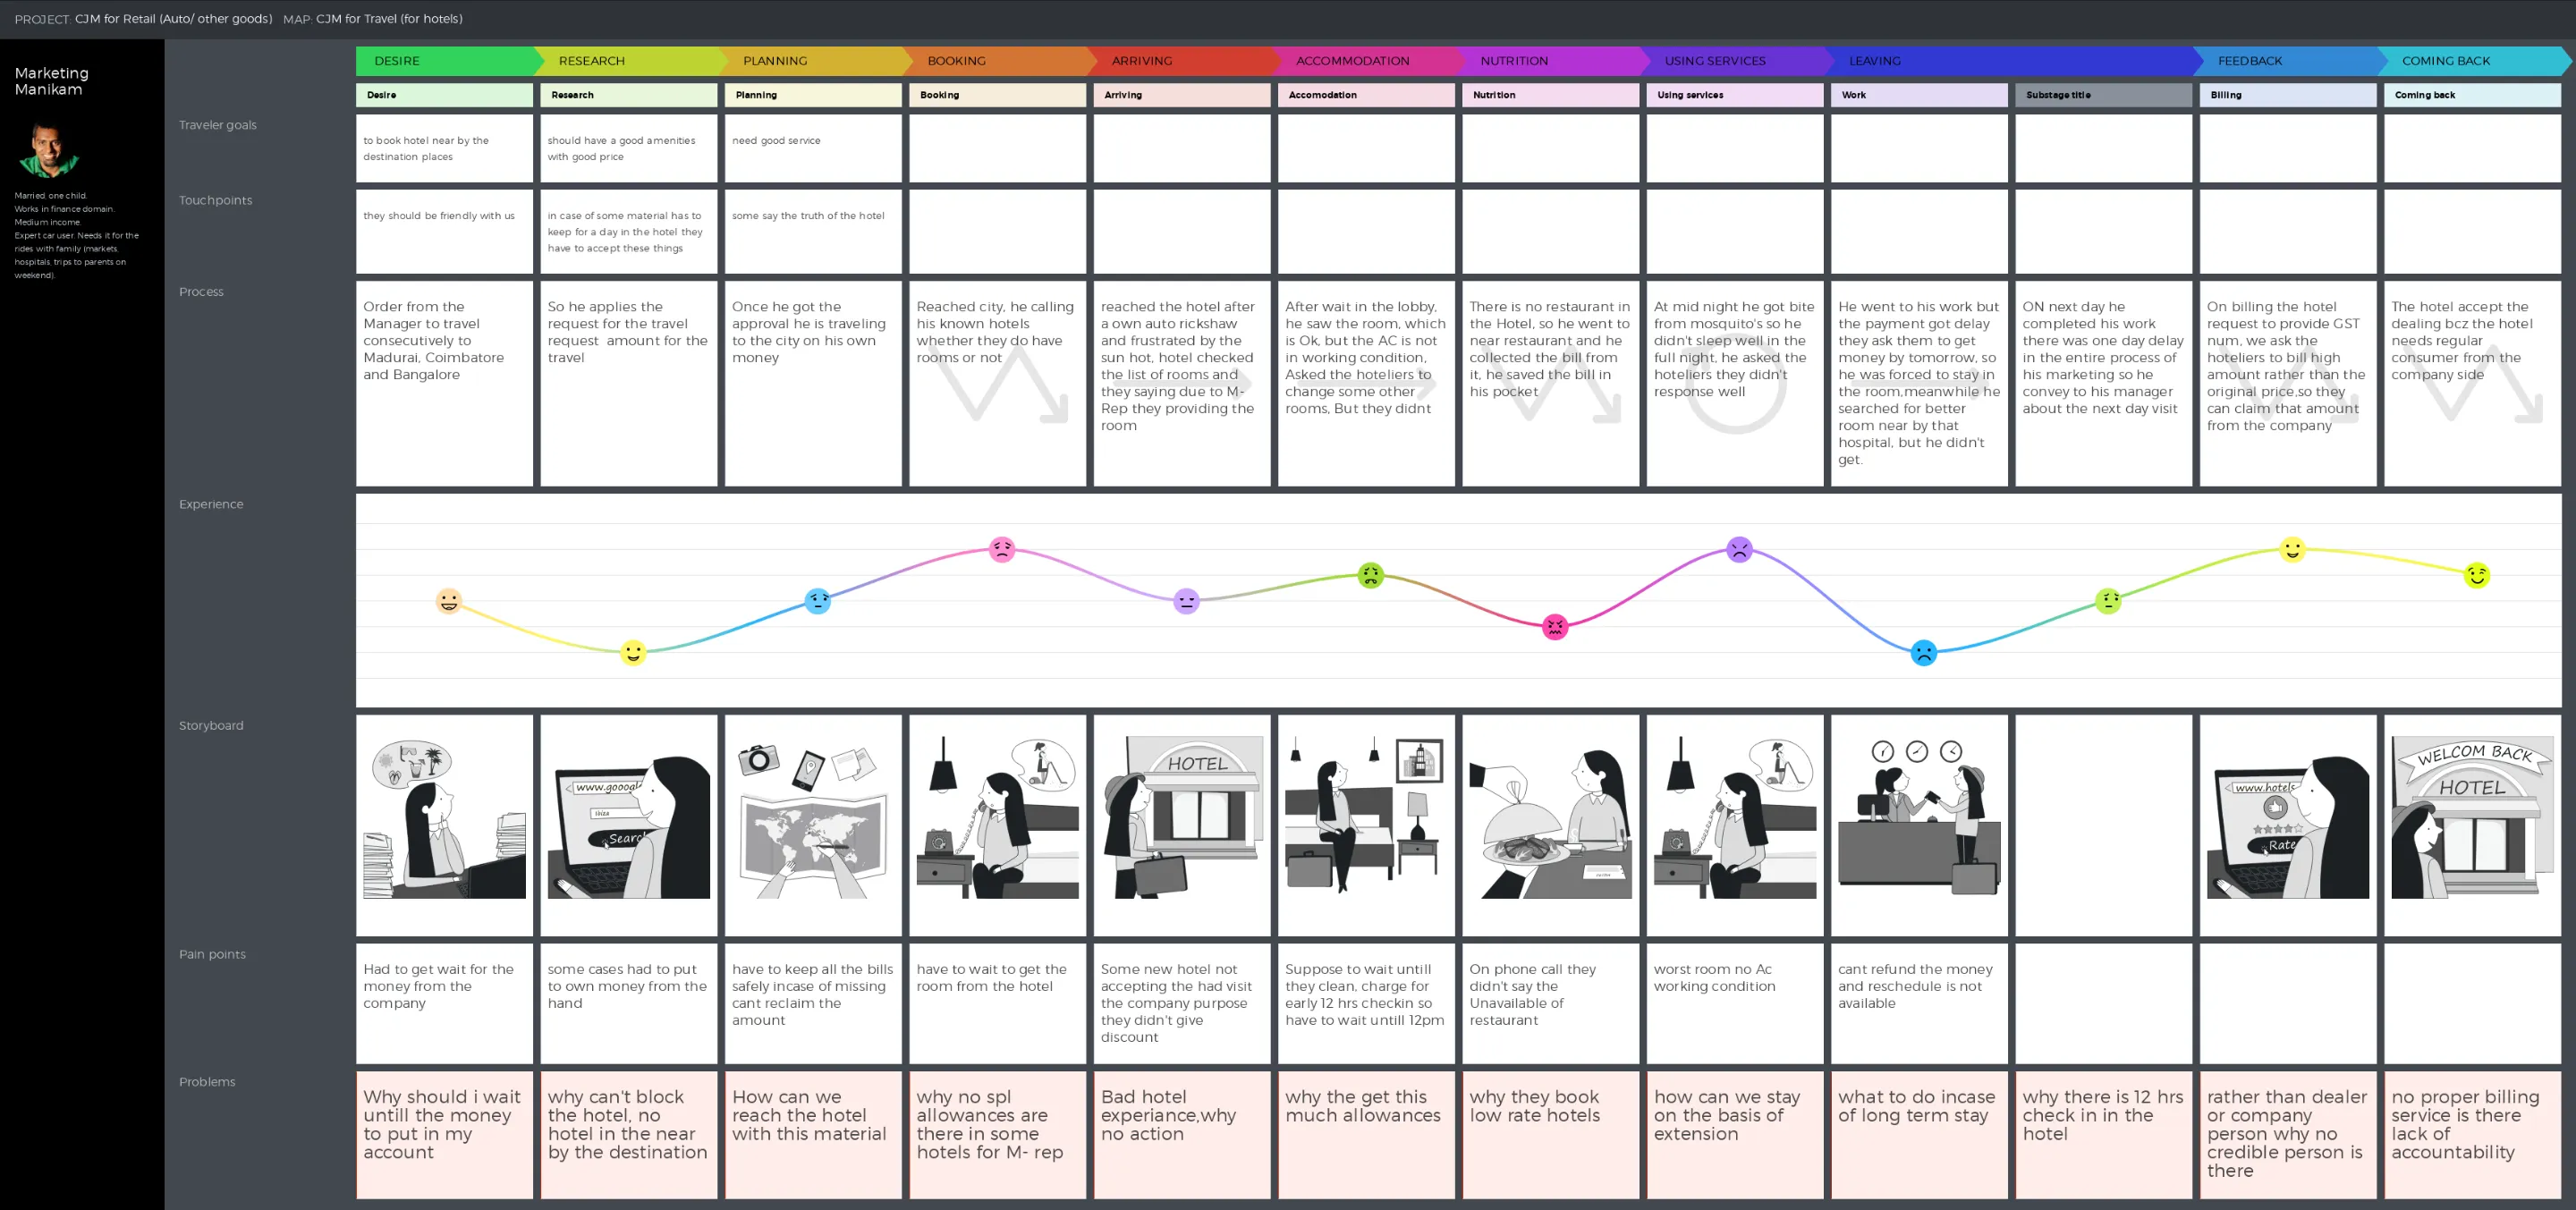 PROJECT: CJM for Retail (Auto/ other goods) MAP: CJM for Travel (for hotels)
Marketing
Manikam
Married, one child.
Works in finance domain.
Medium income.
Expert car user. Needs it for the
rides with family (markets,
hospitals, trips to parents on
weekend).
DESIRE
RESEARCH
PLANNING
BOOKING
ARRIVING
ACCOMMODATION
NUTRITION
USING SERVICES
LEAVING
FEEDBACK
COMING BACK
Desire
Research
Planning
Booking
Arriving
Accomodation
Nutrition
Using services
Work
Substage title
Billing
Coming back
Traveler goals
to book hotel near by the
destination places
should have a good amenities
with good price
need good service
Touchpoints
they should be friendly with us
in case of some material has to
keep for a day in the hotel they
have to accept these things
some say the truth of the hotel
Process
Order from the
Manager to travel
consecutively to
Madurai, Coimbatore
and Bangalore
So he applies the
request for the travel
request amount for the
travel
Once he got the
approval he is traveling
to the city on his own
money
Reached city, he calling
his known hotels
whether they do have
rooms or not
reached the hotel after
a own auto rickshaw
and frustrated by the
sun hot, hotel checked
the list of rooms and
they saying due to M-
Rep they providing the
room
After wait in the lobby,
he saw the room, which
is Ok, but the AC is not
in working condition,
Asked the hoteliers to
change some other
rooms, But they didnt
There is no restaurant in
the Hotel, so he went to
near restaurant and he
collected the bill from
it, he saved the bill in
his pocket
At mid night he got bite
from mosquito's so he
didn't sleep well in the
full night, he asked the
hoteliers they didn't
response well
He went to his work but
the payment got delay
they ask them to get
money by tomorrow, so
he was forced to stay in
the room,meanwhile he
searched for better
room near by that
hospital, but he didn't
get.
ON next day he
completed his work
there was one day delay
in the entire process of
his marketing so he
convey to his manager
about the next day visit
On billing the hotel
request to provide GST
num, we ask the
hoteliers to bill high
amount rather than the
original price,so they
can claim that amount
from the company
The hotel accept the
dealing bcz the hotel
needs regular
consumer from the
company side
Experience
Storyboard
www.gooogl
Ibiza
Search
HOTEL
www.hotels
Rate
WELCOM BACK
HOTEL
Pain points
Had to get wait for the
money from the
company
some cases had to put
to own money from the
hand
have to keep all the bills
safely incase of missing
cant reclaim the
amount
have to wait to get the
room from the hotel
Some new hotel not
accepting the had visit
the company purpose
they didn't give
discount
Suppose to wait untill
they clean, charge for
early 12 hrs checkin so
have to wait untill 12pm
On phone call they
didn't say the
Unavailable of
restaurant
worst room no Ac
working condition
cant refund the money
and reschedule is not
available
Problems
Why should i wait
untill the money
to put in my
account
why can't block
the hotel, no
hotel in the near
by the destination
How can we
reach the hotel
with this material
why no spl
allowances are
there in some
hotels for M- rep
Bad hotel
experiance,why
no action
why the get this
much allowances
why they book
low rate hotels
how can we stay
on the basis of
extension
what to do incase
of long term stay
why there is 12 hrs
check in in the
hotel
rather than dealer
or company
person why no
credible person is
there
no proper billing
service is there
lack of
accountability